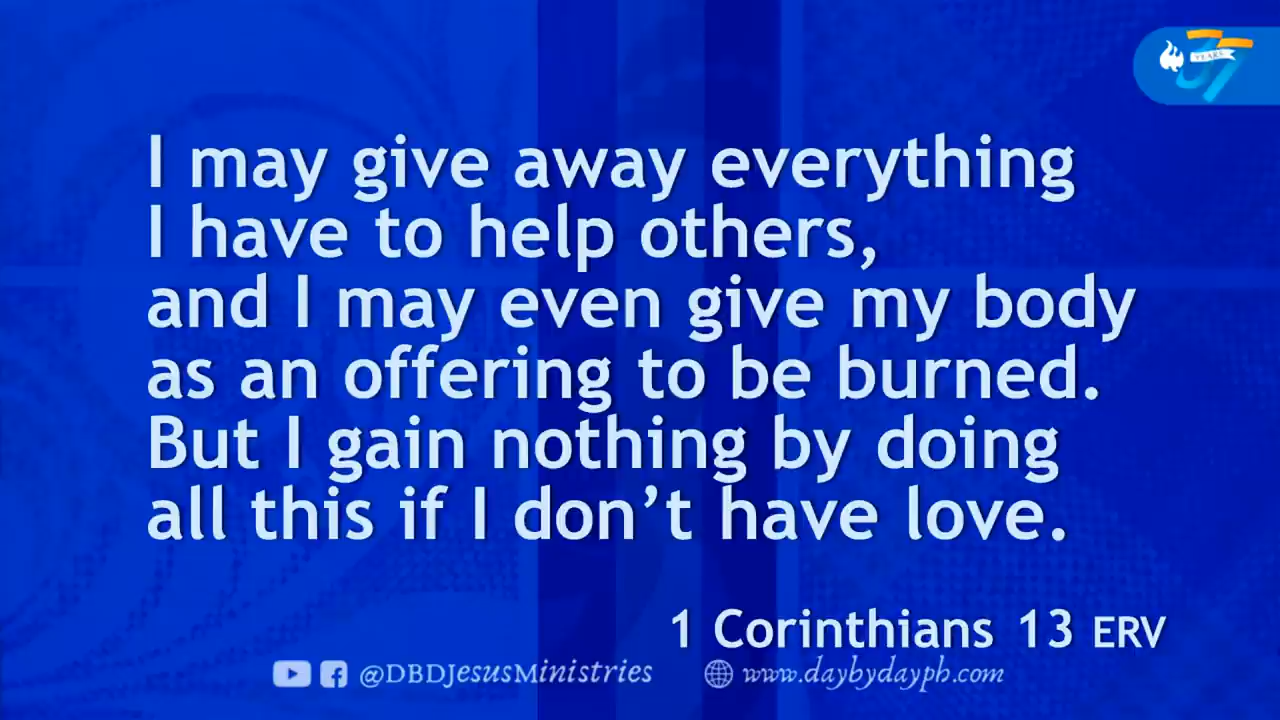 37
YEARS
I may give away everything
I have to help others,
and I may even give my body
as an offering to be burned.
But I gain nothing by doing
all this if I don’t have love.
1 Corinthians 13 ERV
@DBDJesusMinistries www.daybydayph.com